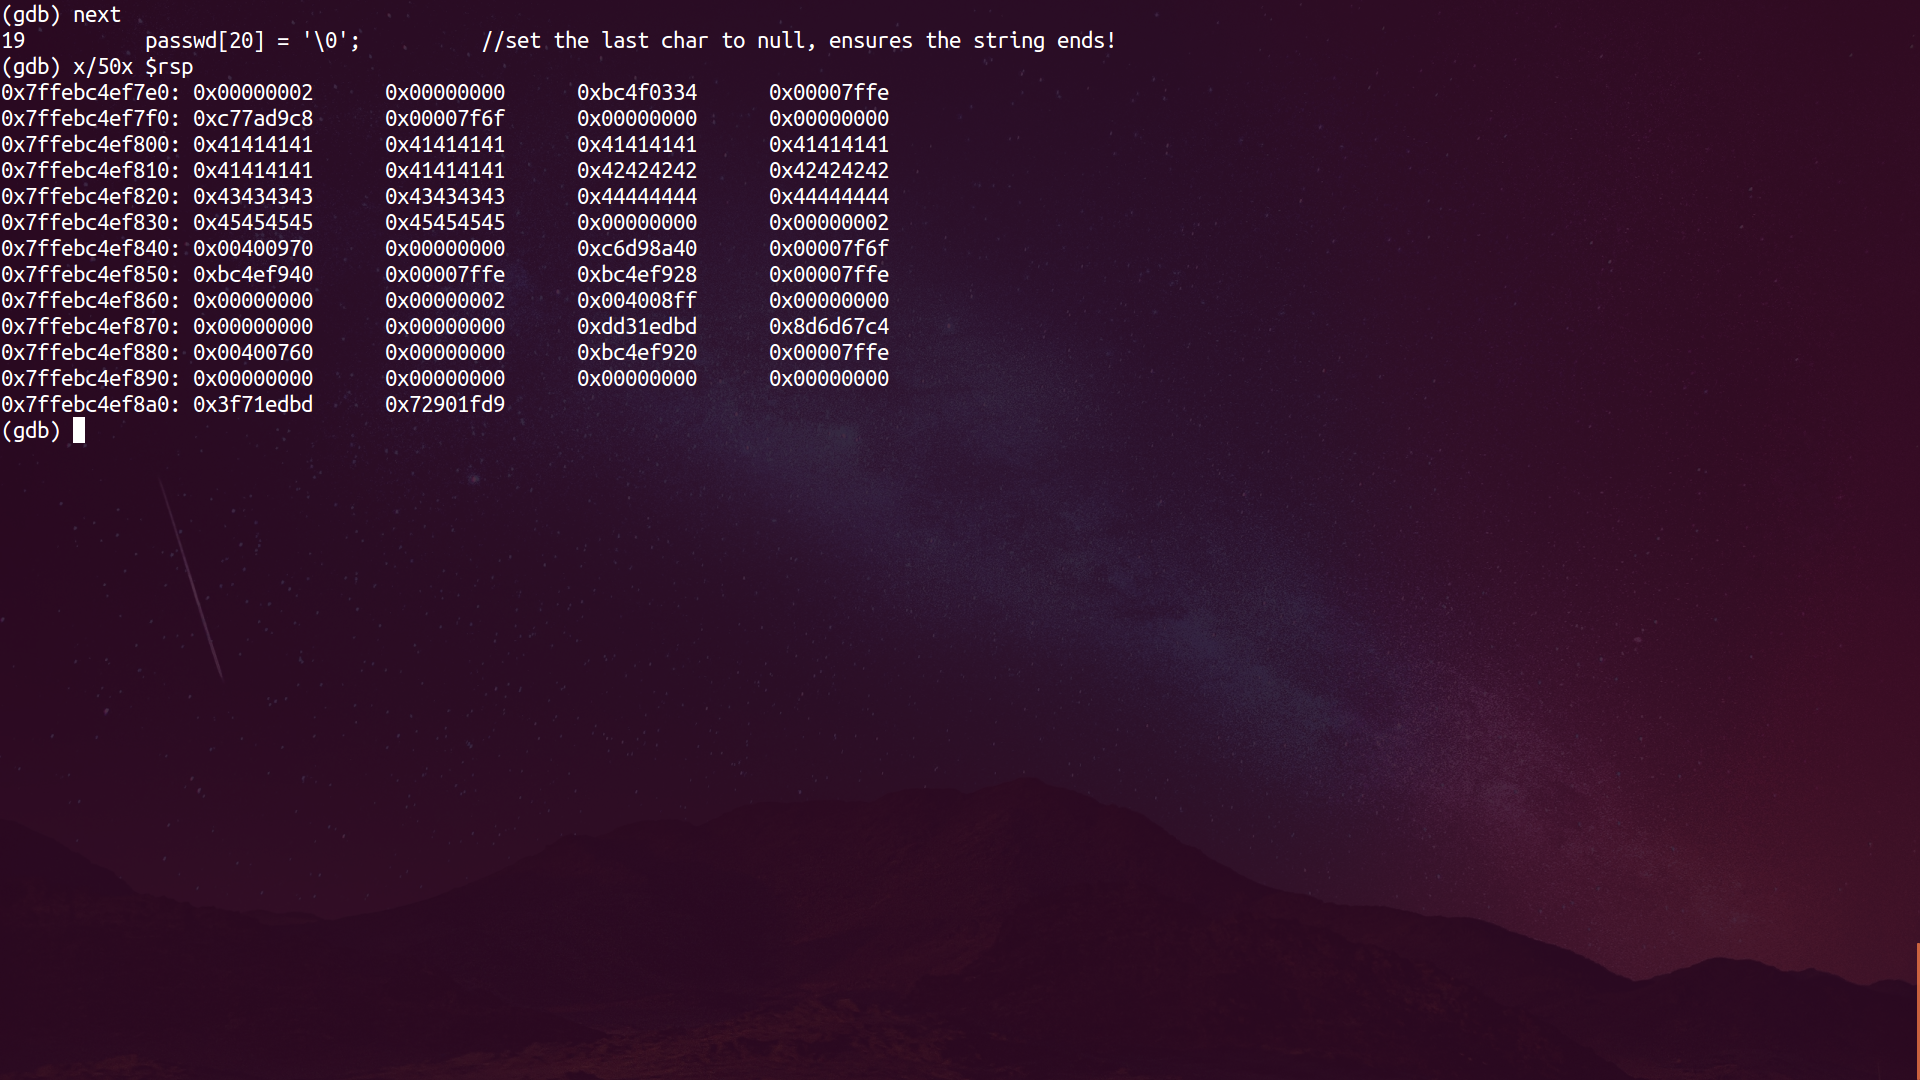 (gdb) next
19          passwd[20] = '\0';          //set the last char to null, ensures the string ends!
(gdb) x/50x $rsp
0x7ffebc4ef7e0: 0x00000002      0x00000000      0xbc4f0334      0x00007ffe
0x7ffebc4ef7f0: 0xc77ad9c8      0x00007f6f      0x00000000      0x00000000
0x7ffebc4ef800: 0x41414141      0x41414141      0x41414141      0x41414141
0x7ffebc4ef810: 0x41414141      0x41414141      0x42424242      0x42424242
0x7ffebc4ef820: 0x43434343      0x43434343      0x44444444      0x44444444
0x7ffebc4ef830: 0x45454545      0x45454545      0x00000000      0x00000002
0x7ffebc4ef840: 0x00400970      0x00000000      0xc6d98a40      0x00007f6f
0x7ffebc4ef850: 0xbc4ef940      0x00007ffe      0xbc4ef928      0x00007ffe
0x7ffebc4ef860: 0x00000000      0x00000002      0x004008ff      0x00000000
0x7ffebc4ef870: 0x00000000      0x00000000      0xdd31edbd      0x8d6d67c4
0x7ffebc4ef880: 0x00400760      0x00000000      0xbc4ef920      0x00007ffe
0x7ffebc4ef890: 0x00000000      0x00000000      0x00000000      0x00000000
0x7ffebc4ef8a0: 0x3f71edbd      0x72901fd9
(gdb)